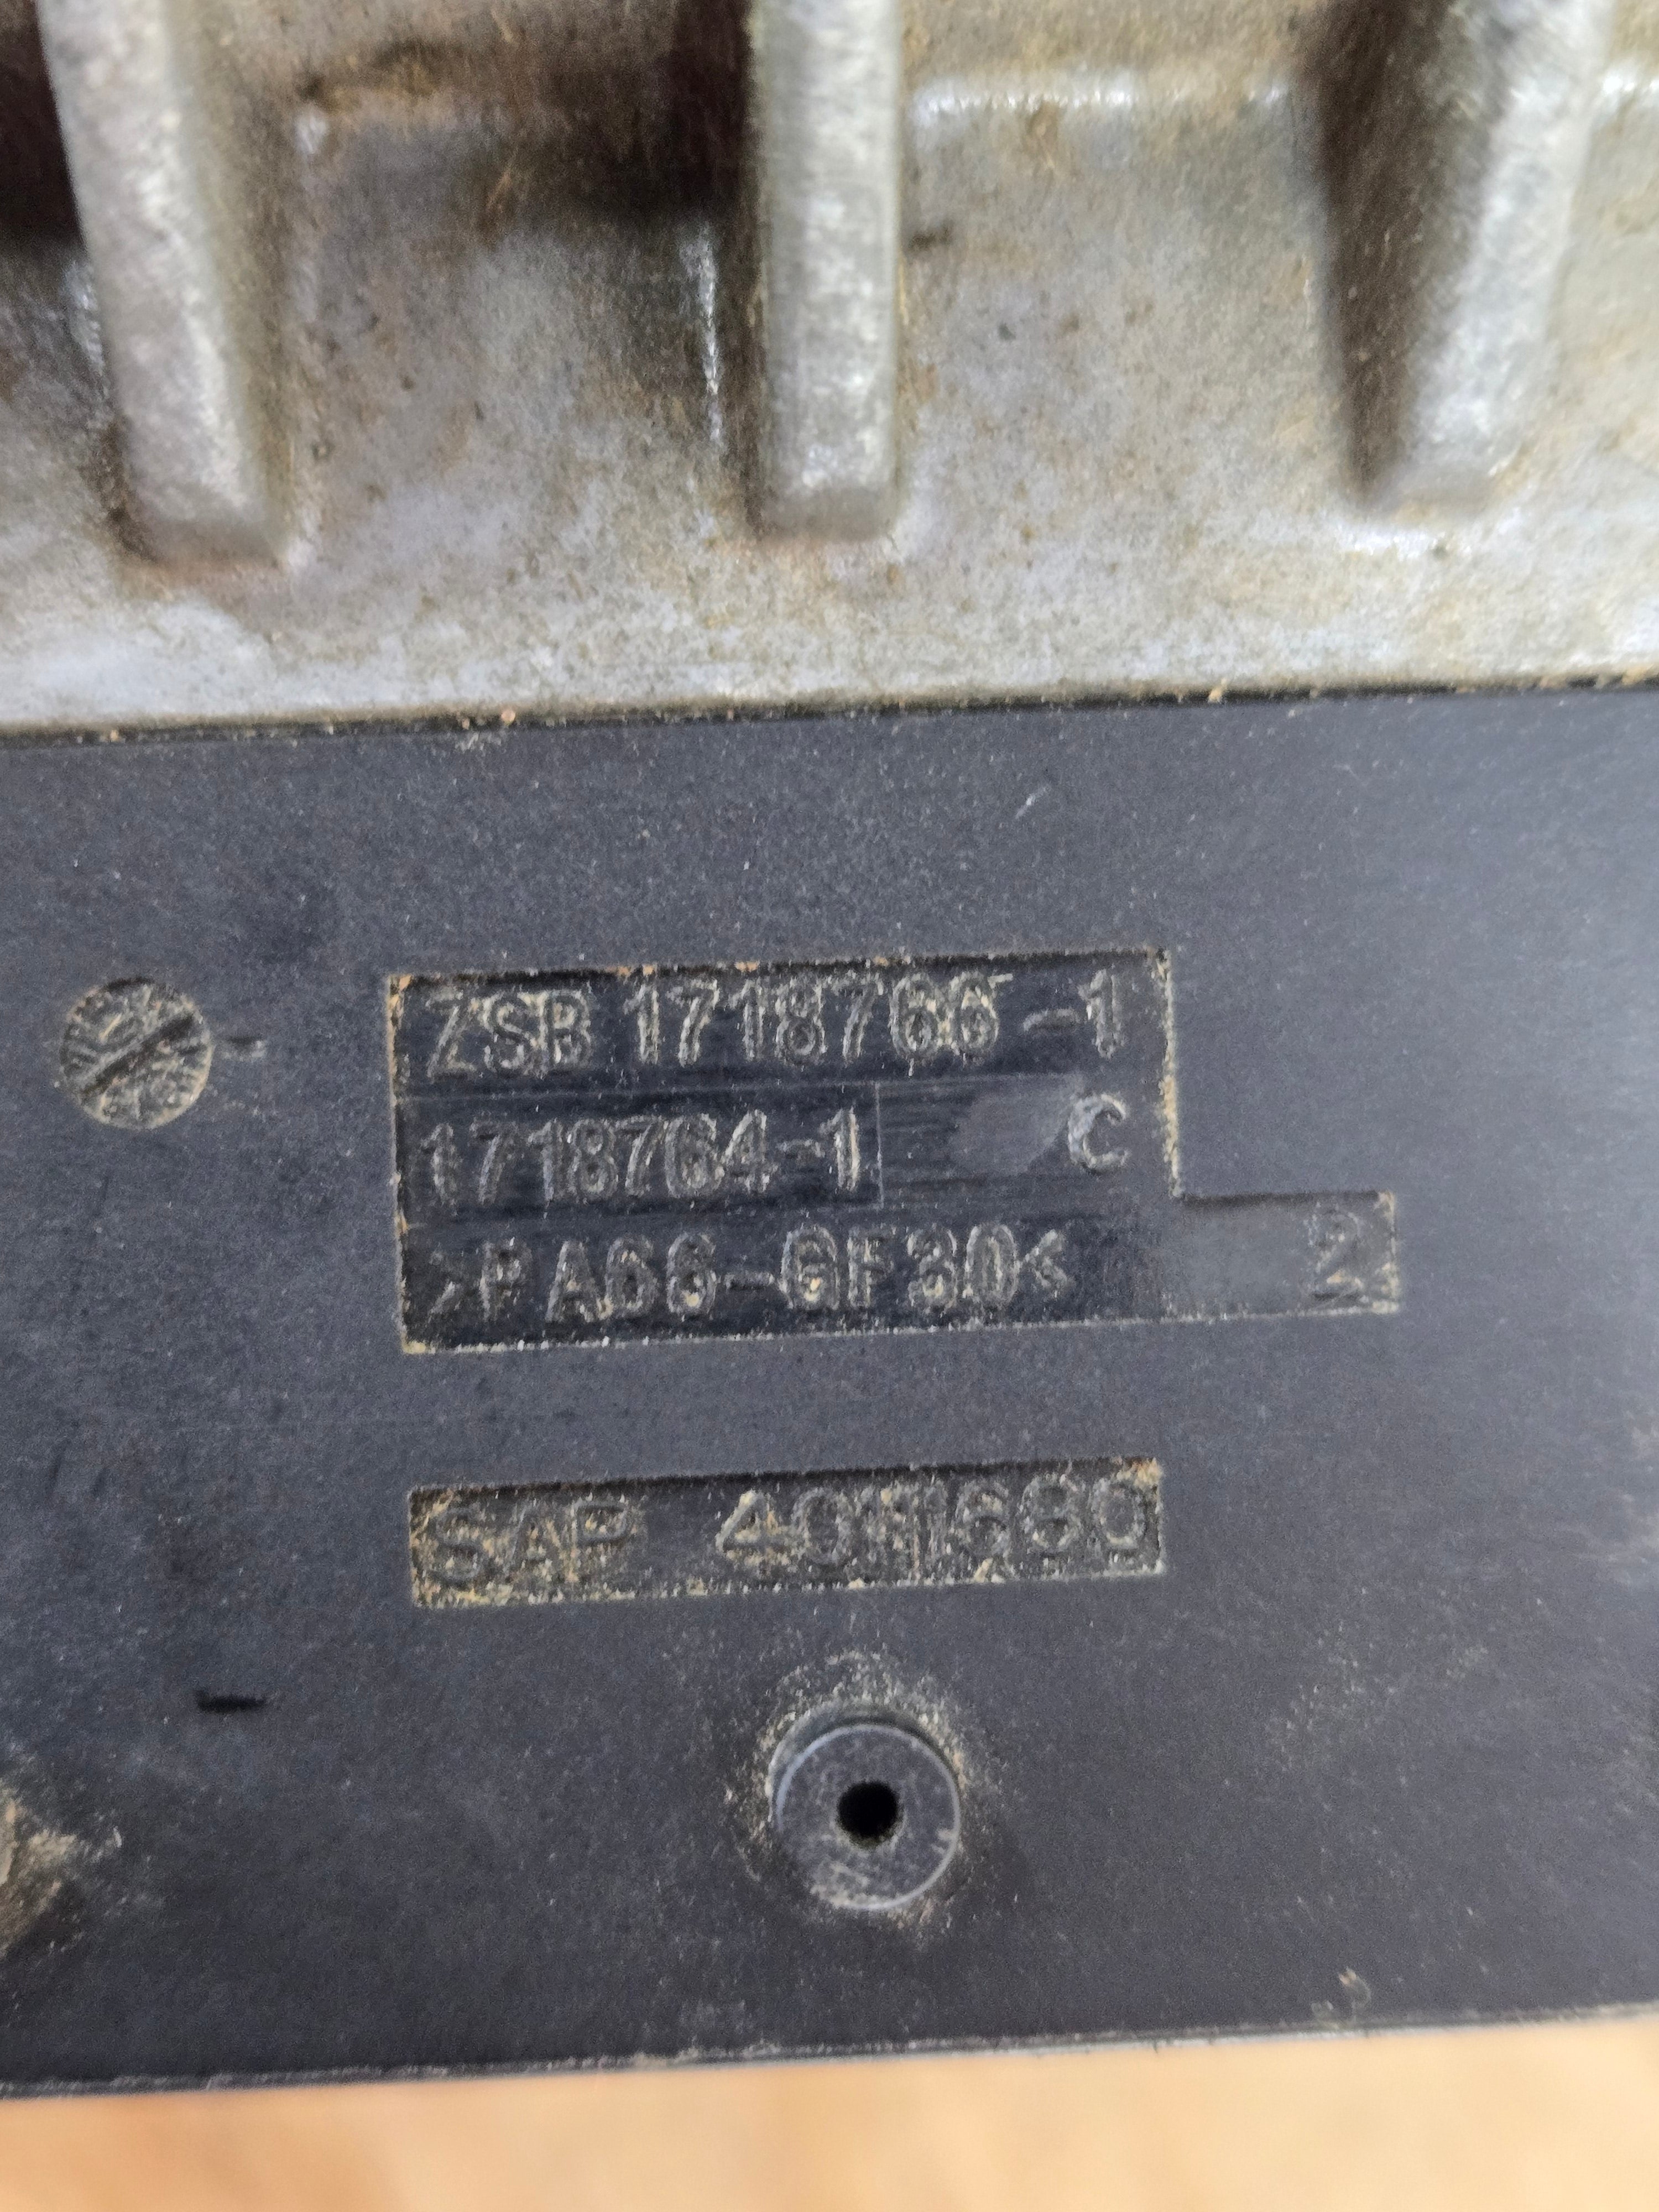 ZSB 1718766-1
1718764-1 C
>PA66-GF30< 2
SAP 4011680